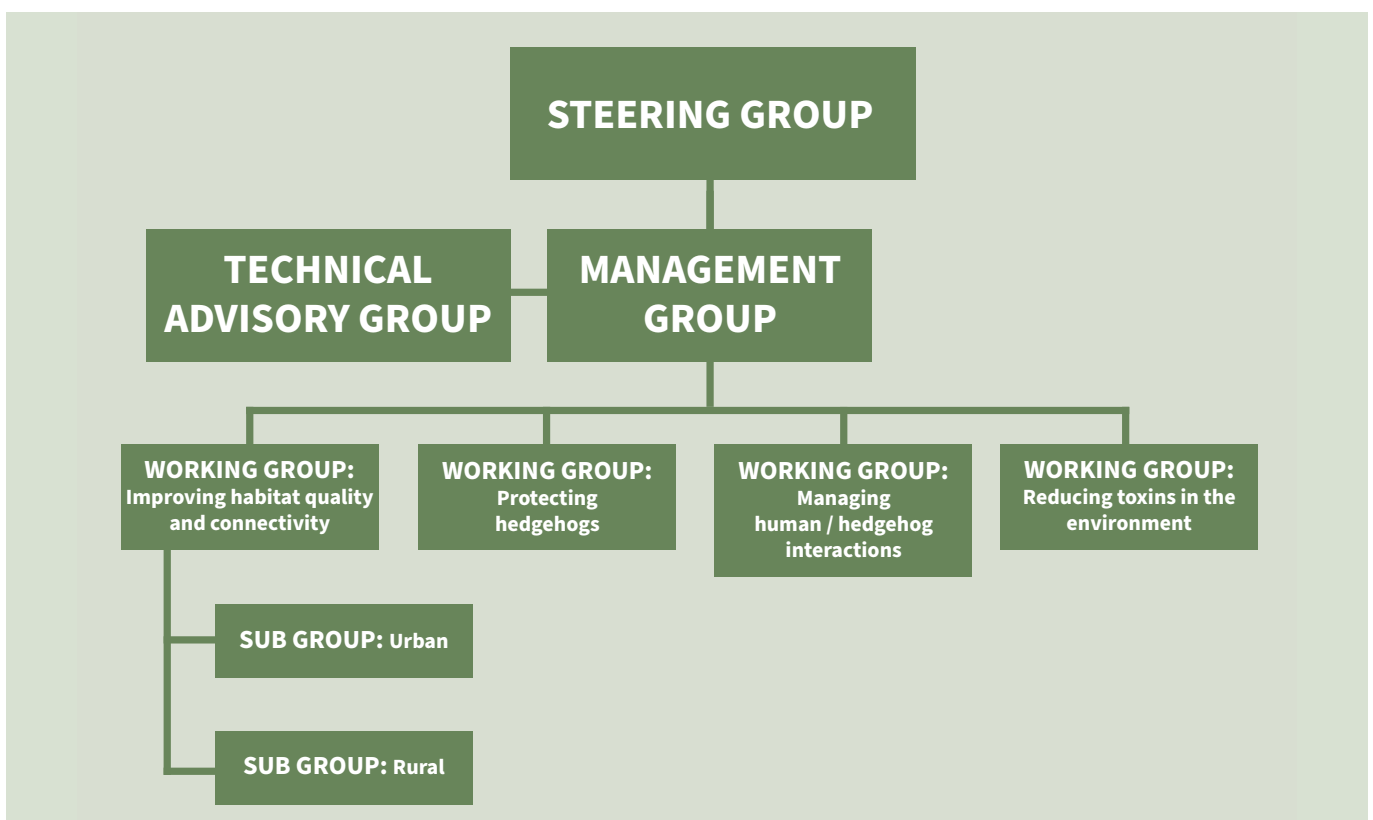 STEERING GROUP
TECHNICAL
ADVISORY GROUP
MANAGEMENT
GROUP
WORKING GROUP:
Improving habitat quality
and connectivity
WORKING GROUP:
Protecting
hedgehogs
WORKING GROUP:
Managing
human / hedgehog
interactions
WORKING GROUP:
Reducing toxins in the
environment
SUB GROUP: Urban
SUB GROUP: Rural